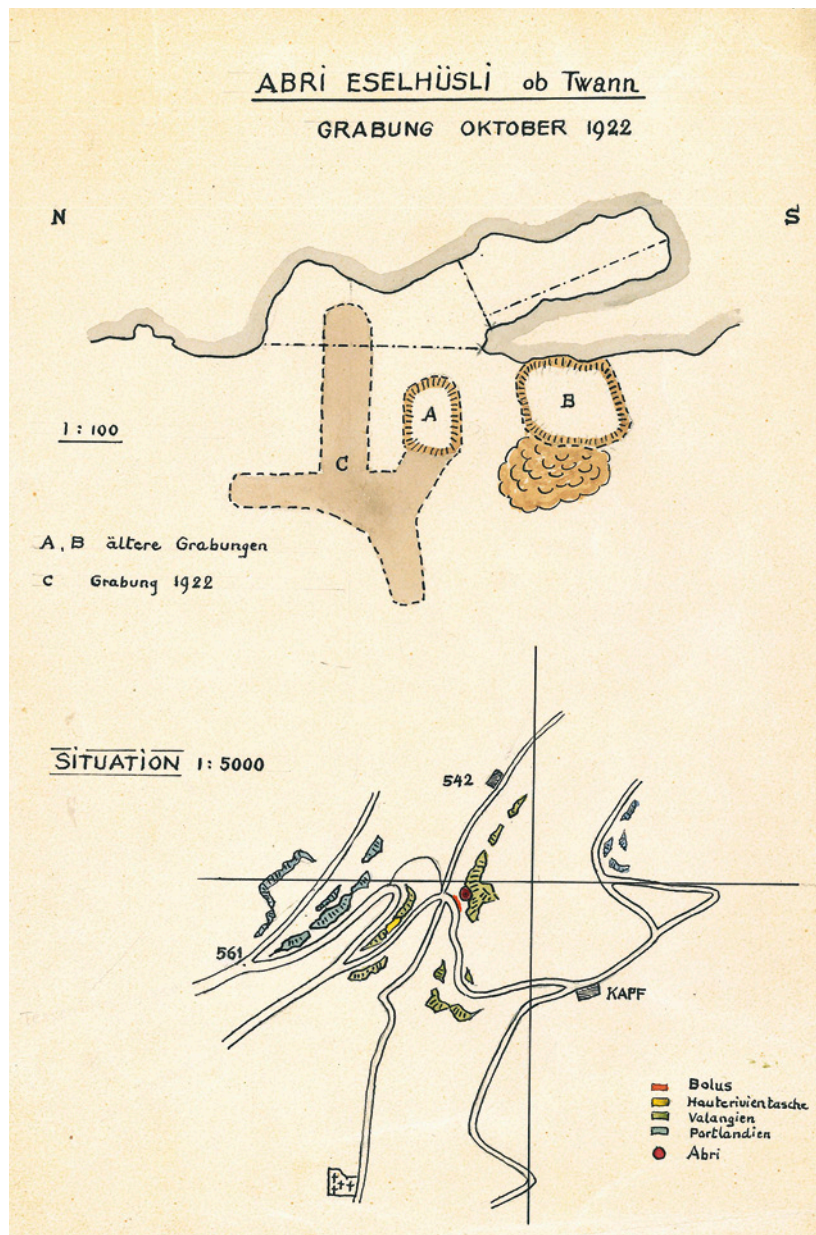 ABRI ESELHÜSLI ob Twann
GRABUNG OKTOBER 1922
N
S
A
B
1 : 100
C
A, B ältere Grabungen
C Grabung 1922
SITUATION 1 : 5000
542
561
KAPF
Bolus
Hauterivientasche
Valangien
Portlandien
Abri